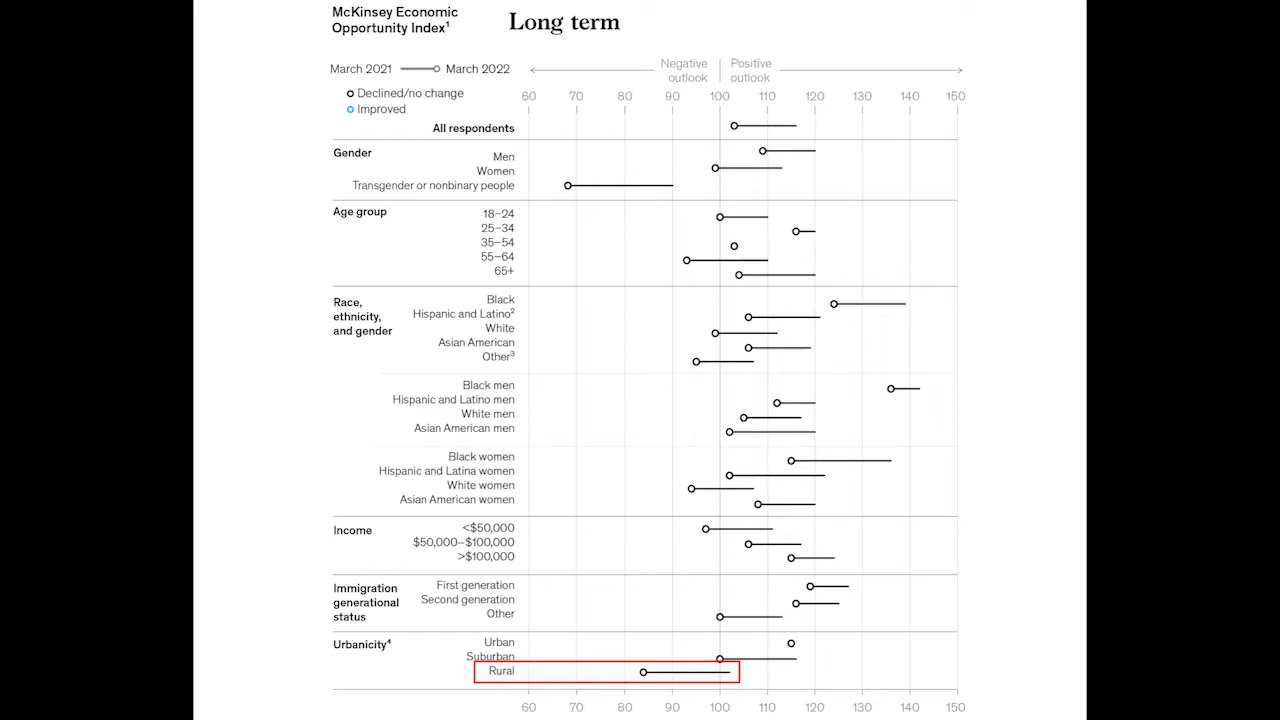 McKinsey Economic
Opportunity Index¹
Long term
March 2021
March 2022
Negative
outlook
Positive
outlook
Declined/no change
Improved
60 70 80 90 100 110 120 130 140 150
All respondents
Gender
Men
Women
Transgender or nonbinary people
Age group
18–24
25–34
35–54
55–64
65+
Race,
ethnicity,
and gender
Black
Hispanic and Latino²
White
Asian American
Other³
Black men
Hispanic and Latino men
White men
Asian American men
Black women
Hispanic and Latina women
White women
Asian American women
Income
<$50,000
$50,000–$100,000
>$100,000
Immigration
generational
status
First generation
Second generation
Other
Urbanicity⁴
Urban
Suburban
Rural
60 70 80 90 100 110 120 130 140 150